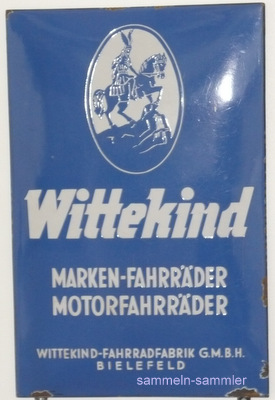 Wittekind
MARKEN-FAHRRÄDER
MOTORFAHRRÄDER
WITTEKIND-FAHRRADFABRIK G.M.B.H.
BIELEFELD
sammeln-sammler